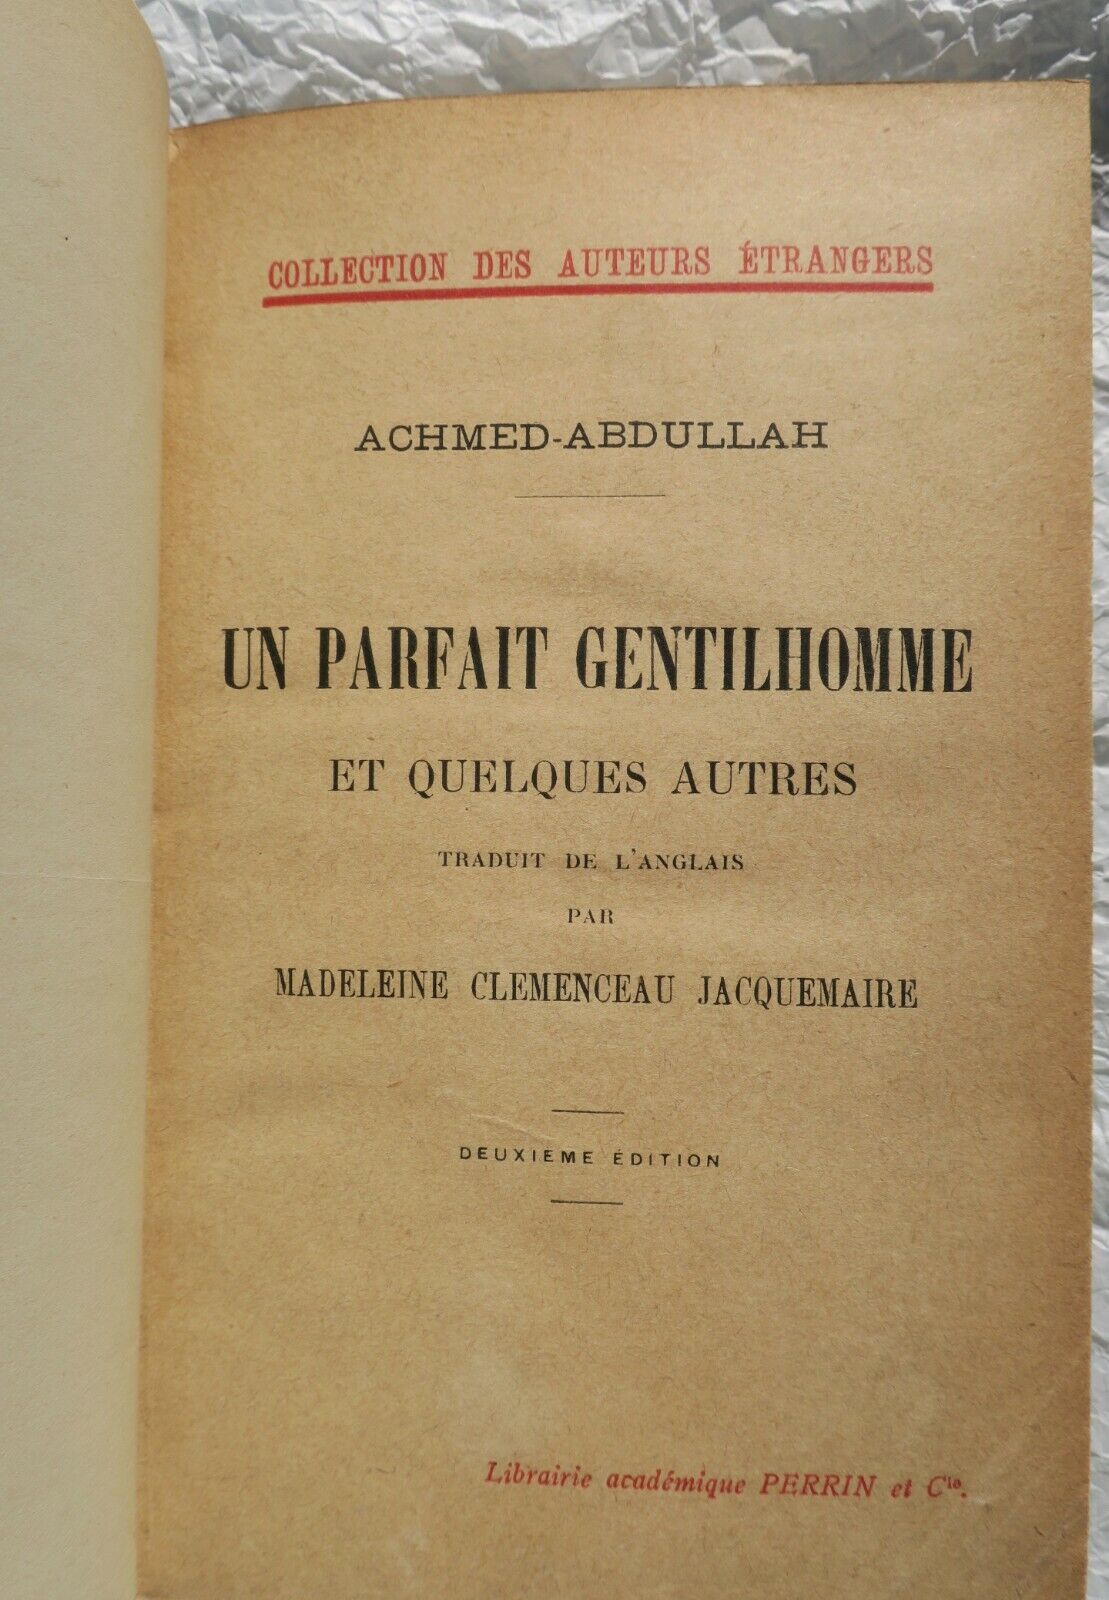 COLLECTION DES AUTEURS ÉTRANGERS
ACHMED-ABDULLAH
UN PARFAIT GENTILHOMME
ET QUELQUES AUTRES
TRADUIT DE L'ANGLAIS
PAR
MADELEINE CLEMENCEAU JACQUEMAIRE
DEUXIÈME ÉDITION
Librairie académique PERRIN et Cie.